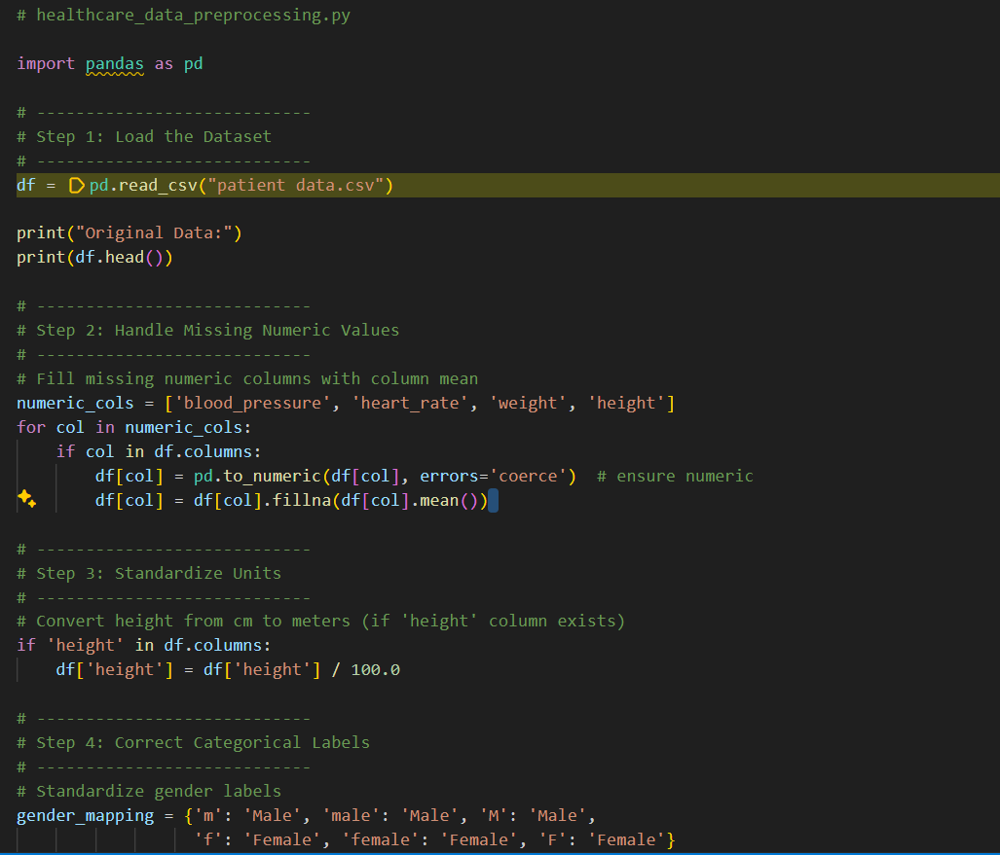 # healthcare_data_preprocessing.py
import pandas as pd
# ----------------------------
# Step 1: Load the Dataset
# ----------------------------
df = pd.read_csv("patient data.csv")
print("Original Data:")
print(df.head())
# ----------------------------
# Step 2: Handle Missing Numeric Values
# ----------------------------
# Fill missing numeric columns with column mean
numeric_cols = ['blood_pressure', 'heart_rate', 'weight', 'height']
for col in numeric_cols:
    if col in df.columns:
        df[col] = pd.to_numeric(df[col], errors='coerce')  # ensure numeric
        df[col] = df[col].fillna(df[col].mean())
# ----------------------------
# Step 3: Standardize Units
# ----------------------------
# Convert height from cm to meters (if 'height' column exists)
if 'height' in df.columns:
    df['height'] = df['height'] / 100.0
# ----------------------------
# Step 4: Correct Categorical Labels
# ----------------------------
# Standardize gender labels
gender_mapping = {'m': 'Male', 'male': 'Male', 'M': 'Male',
                  'f': 'Female', 'female': 'Female', 'F': 'Female'}